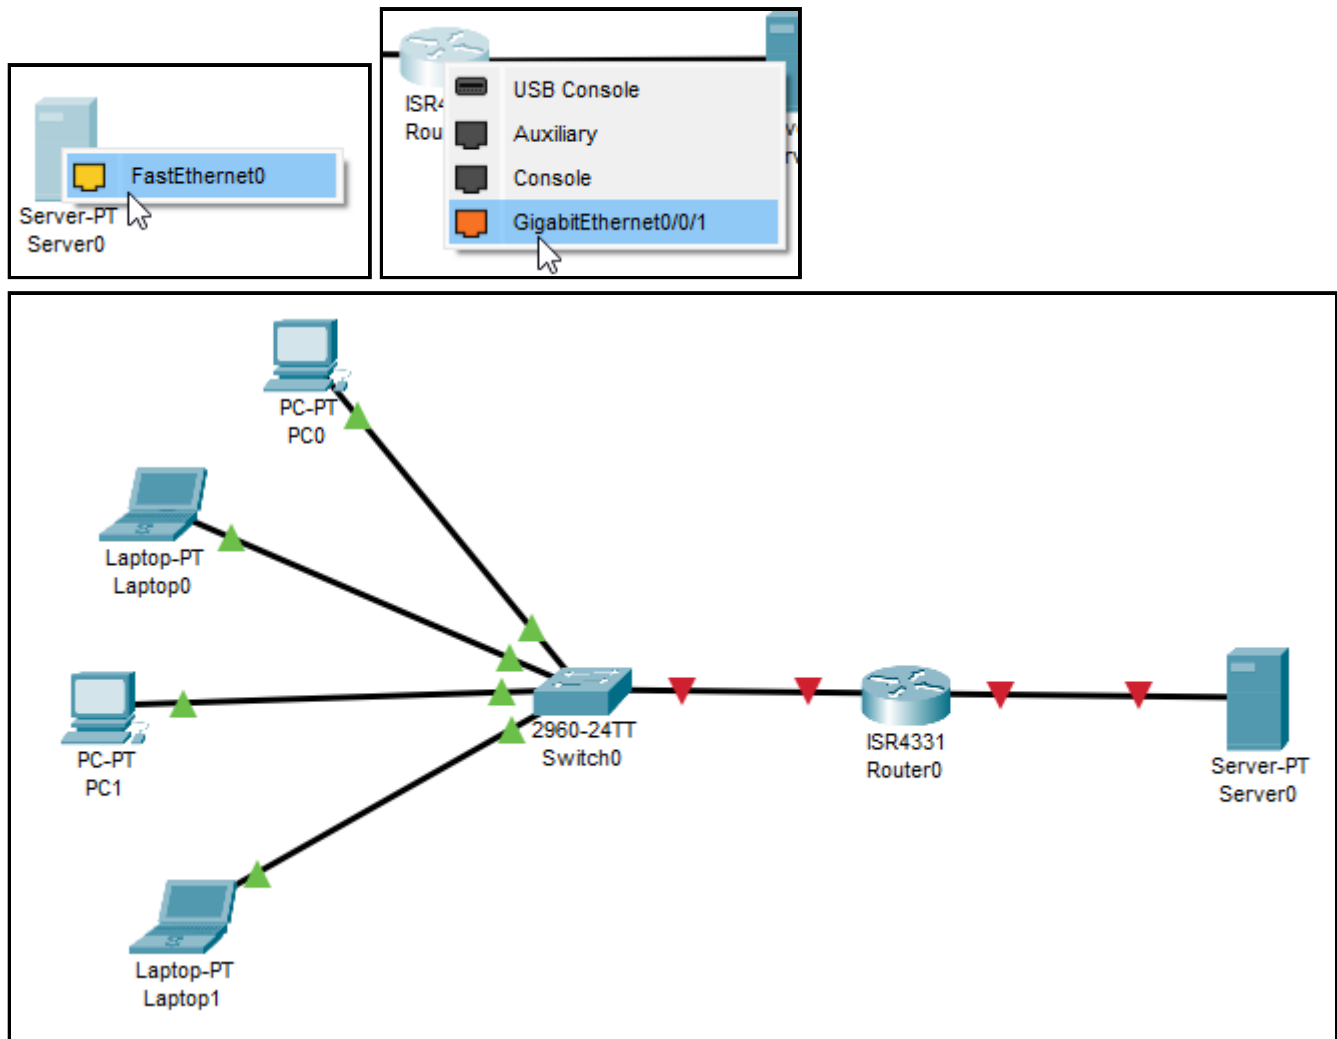 FastEthernet0
Server-PT
Server0
ISR4
Rou
USB Console
Auxiliary
Console
GigabitEthernet0/0/1
PC-PT
PC0
Laptop-PT
Laptop0
PC-PT
PC1
2960-24TT
Switch0
ISR4331
Router0
Server-PT
Server0
Laptop-PT
Laptop1